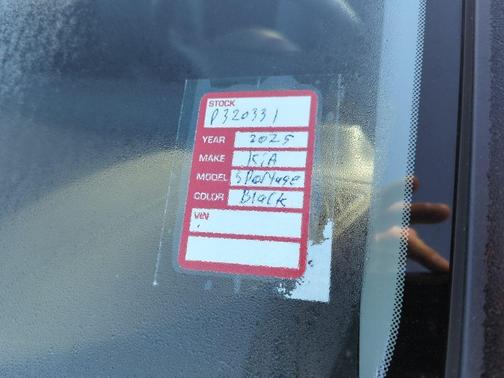 STOCK
P320331
YEAR 2025
MAKE KiA
MODEL SPortage
COLOR Black
VIN